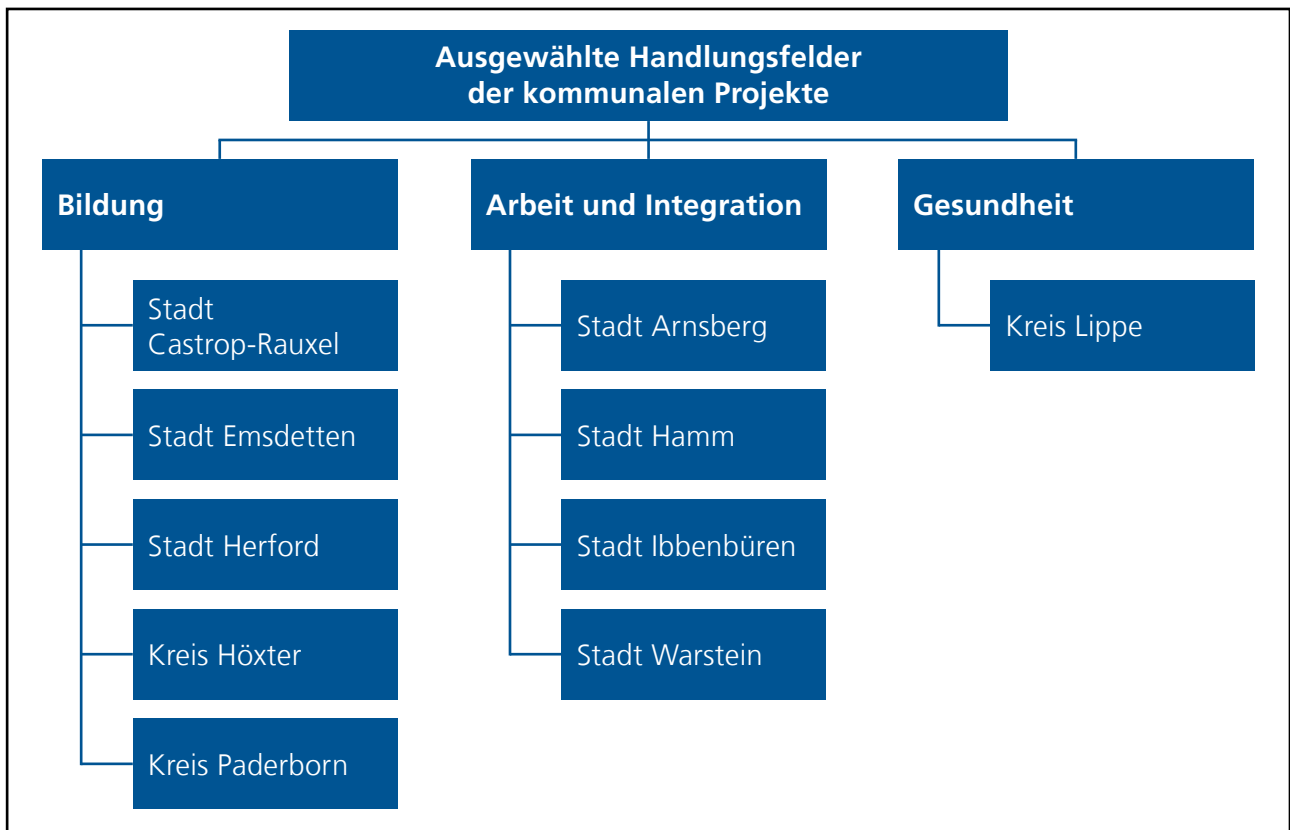 Ausgewählte Handlungsfelder
der kommunalen Projekte
Bildung
Stadt
Castrop-Rauxel
Stadt Emsdetten
Stadt Herford
Kreis Höxter
Kreis Paderborn
Arbeit und Integration
Stadt Arnsberg
Stadt Hamm
Stadt Ibbenbüren
Stadt Warstein
Gesundheit
Kreis Lippe